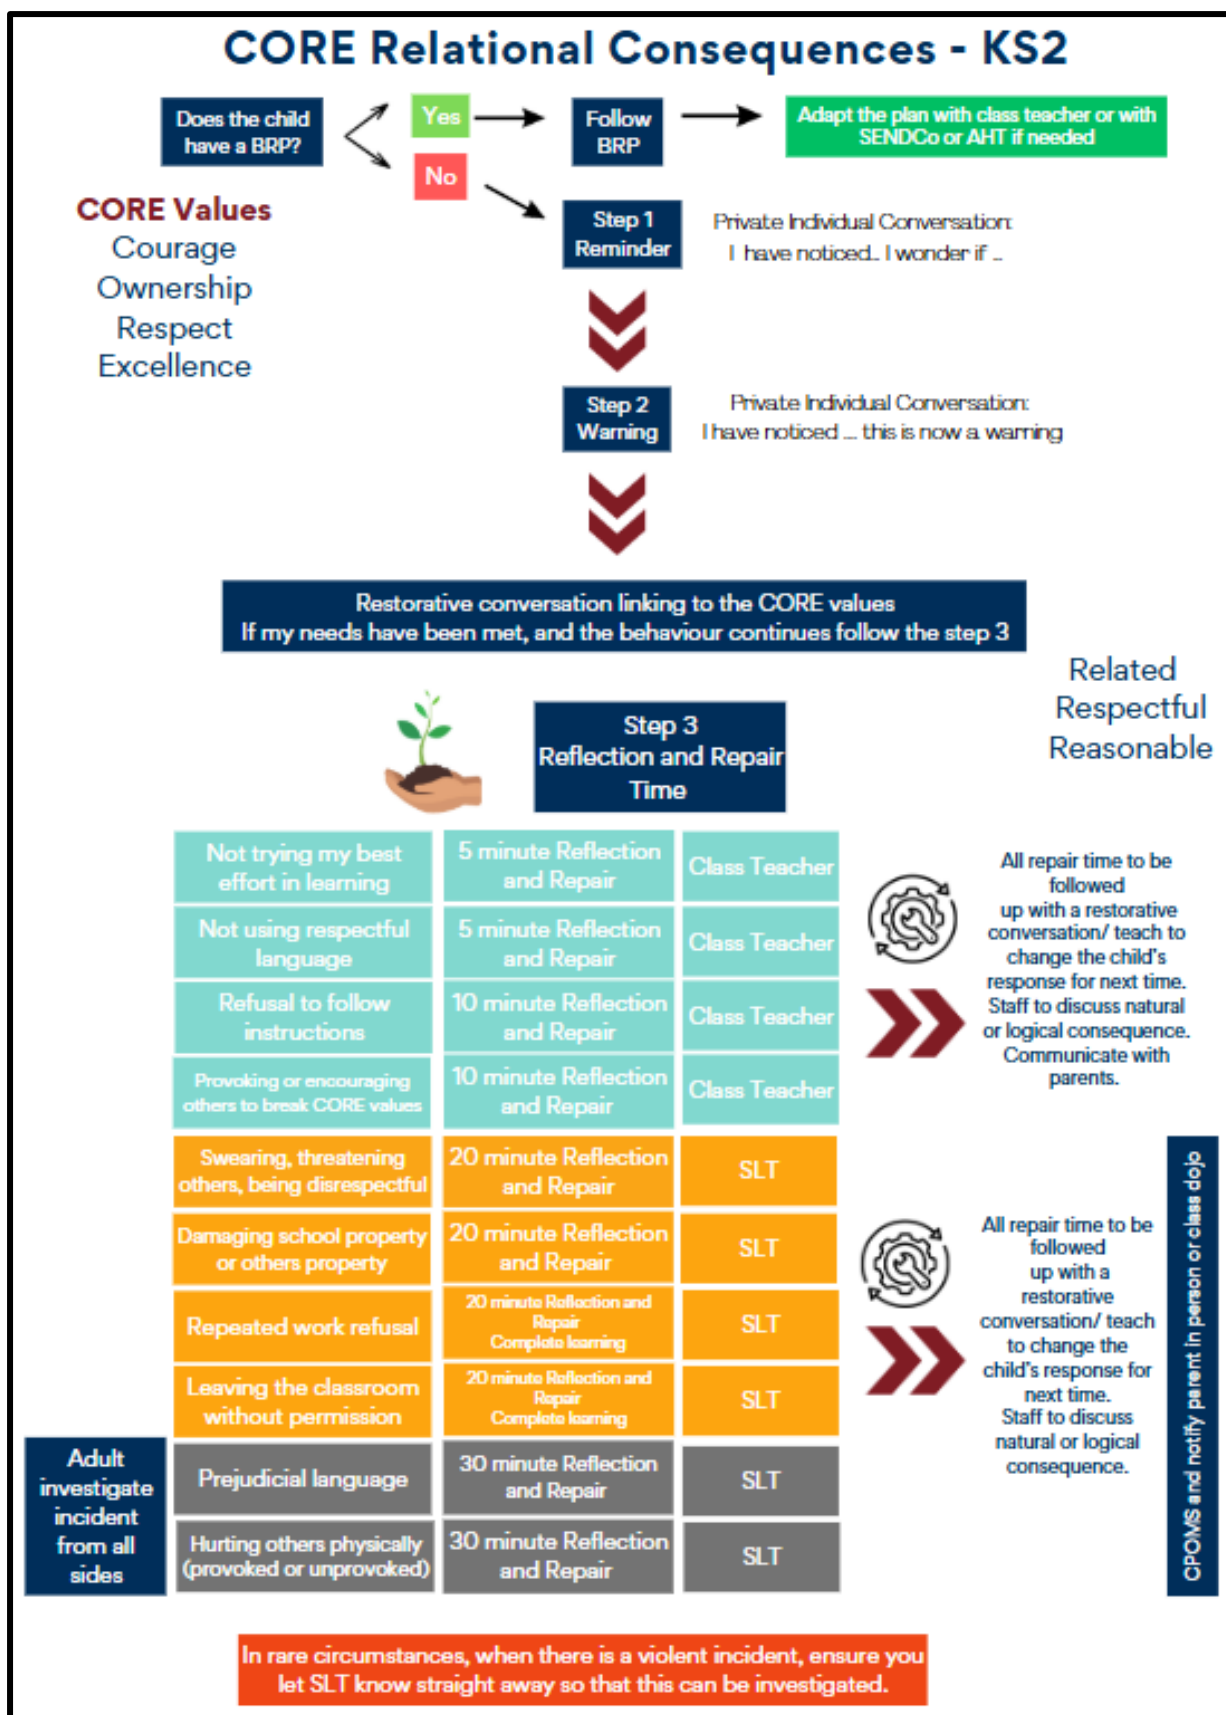 CORE Relational Consequences - KS2
Does the child
have a BRP?
Yes
Follow
BRP
Adapt the plan with class teacher or with
SENDCo or AHT if needed
No
CORE Values
Courage
Ownership
Respect
Excellence
Step 1
Reminder
Private Individual Conversation:
I have noticed... I wonder if ...
Step 2
Warning
Private Individual Conversation:
I have noticed .... this is now a warning
Restorative conversation linking to the CORE values
If my needs have been met, and the behaviour continues follow the step 3
Related
Respectful
Reasonable
Step 3
Reflection and Repair
Time
Not trying my best
effort in learning
5 minute Reflection
and Repair
Class Teacher
Not using respectful
language
5 minute Reflection
and Repair
Class Teacher
Refusal to follow
instructions
10 minute Reflection
and Repair
Class Teacher
Provoking or encouraging
others to break CORE values
10 minute Reflection
and Repair
Class Teacher
All repair time to be
followed
up with a restorative
conversation/ teach to
change the child's
response for next time.
Staff to discuss natural
or logical consequence.
Communicate with
parents.
Swearing, threatening
others, being disrespectful
20 minute Reflection
and Repair
SLT
Damaging school property
or others property
20 minute Reflection
and Repair
SLT
Repeated work refusal
20 minute Reflection and
Repair
Complete learning
SLT
Leaving the classroom
without permission
20 minute Reflection and
Repair
Complete learning
SLT
All repair time to be
followed
up with a
restorative
conversation/ teach
to change the
child's response for
next time.
Staff to discuss
natural or logical
consequence.
CPOMS and notify parent in person or class dojo
Adult
investigate
incident
from all
sides
Prejudicial language
30 minute Reflection
and Repair
SLT
Hurting others physically
(provoked or unprovoked)
30 minute Reflection
and Repair
SLT
In rare circumstances, when there is a violent incident, ensure you
let SLT know straight away so that this can be investigated.